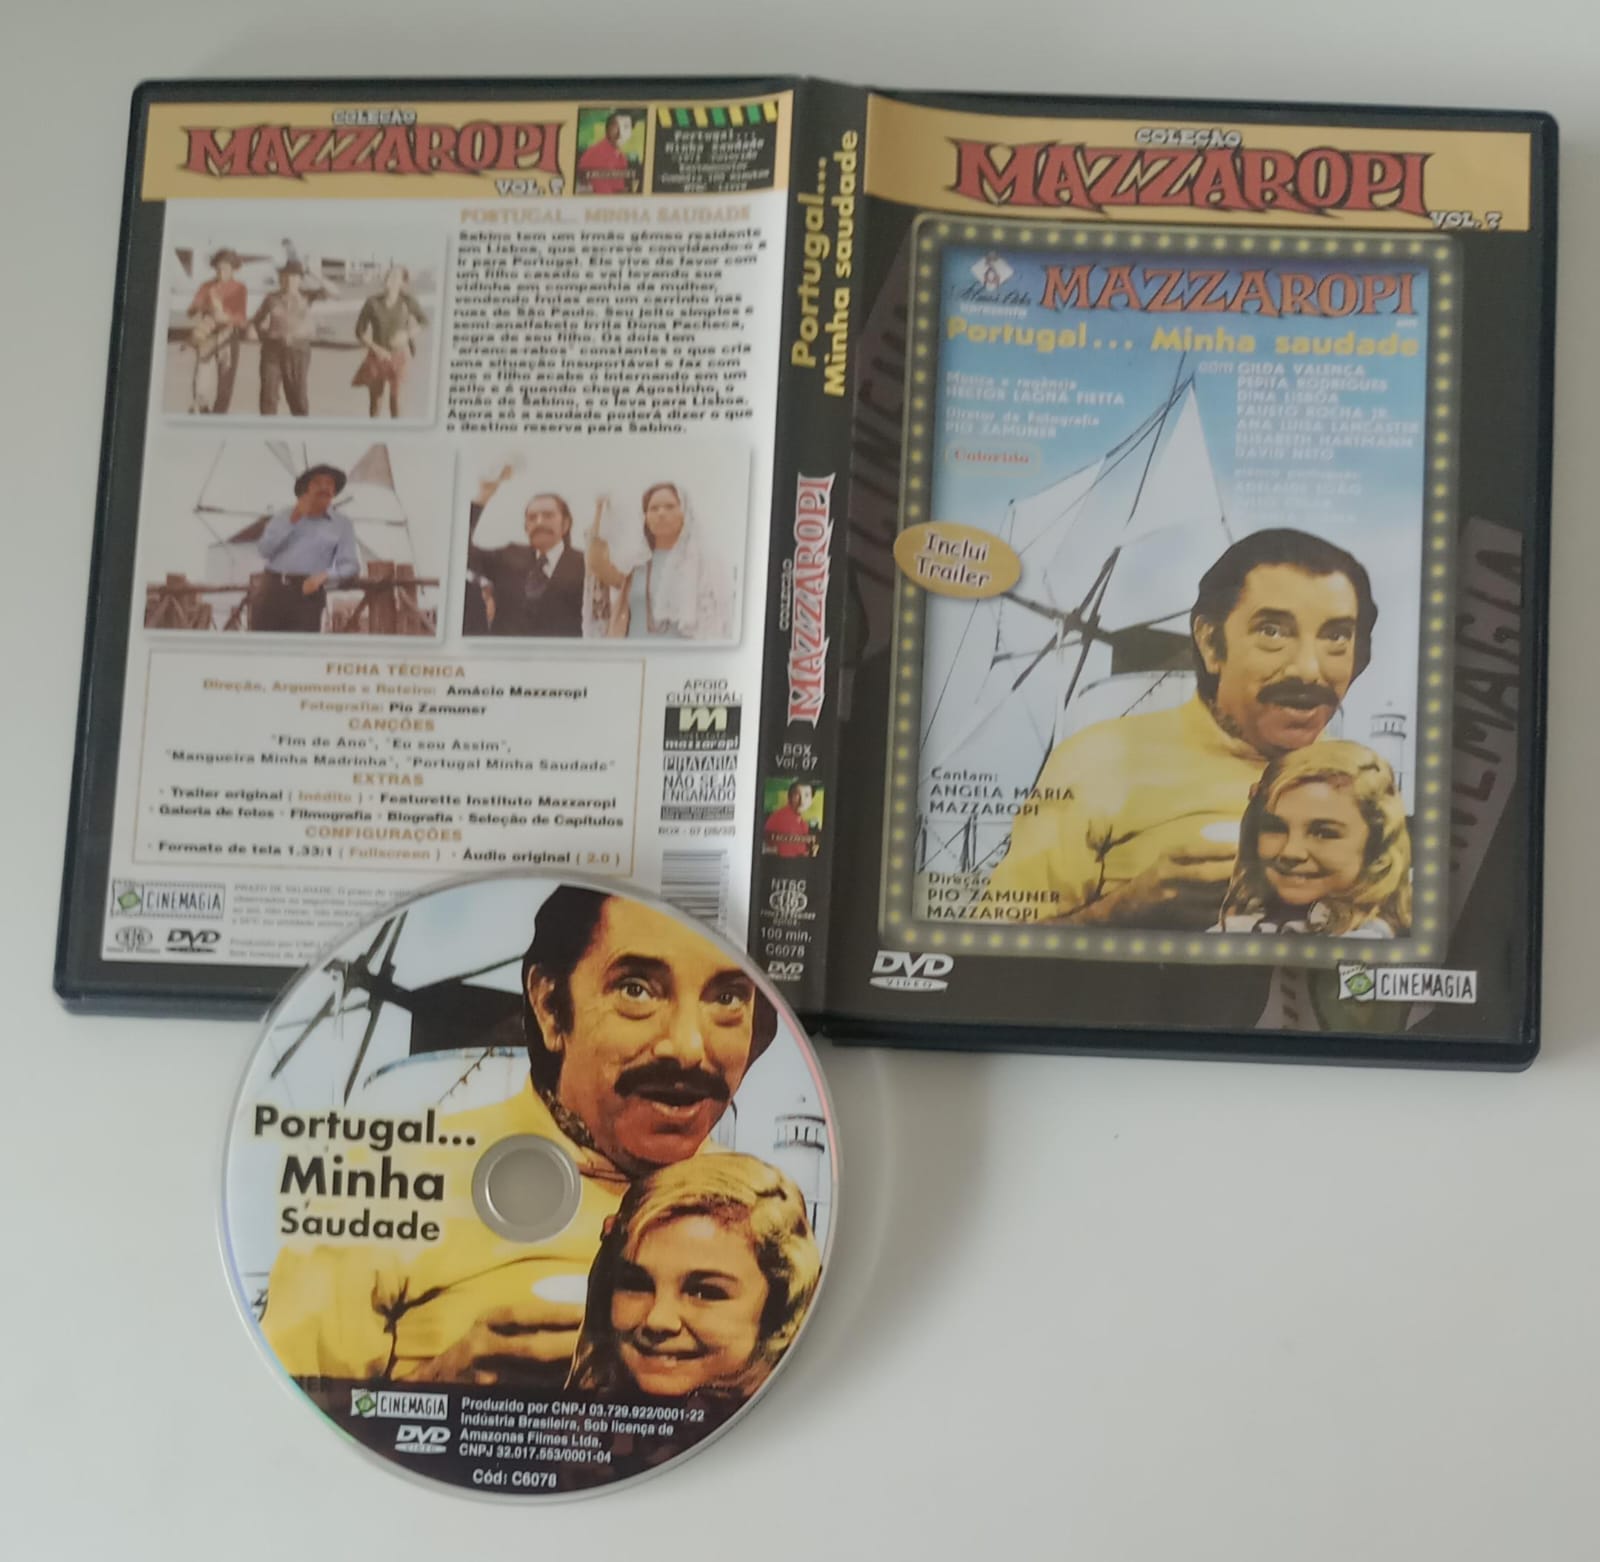 COLEÇÃO
MAZZAROPI
VOL. 7
Portugal...
Minha saudade
PORTUGAL... MINHA SAUDADE
Sabino tem um irmão gêmeo residente
em Lisboa, que escreve convidando-o a
ir para Portugal. Ele vive de favor com
um filho casado e vai levando sua
vidinha em companhia da mulher,
vendendo frutas em um carrinho nas
ruas de São Paulo. Seu jeito simples e
semi-analfabeto irrita Dona Pacheca,
sogra de seu filho. Os dois tem
"arranca-rabos" constantes o que cria
uma situação insuportável e faz com
que o filho acabe o internando em um
asilo e é quando chega Agostinho, o
irmão de Sabino, e o leva para Lisboa.
Agora só a saudade poderá dizer o que
o destino reserva para Sabino.
FICHA TÉCNICA
Direção, Argumento e Roteiro: Amácio Mazzaropi
Fotografia: Pio Zamuner
CANÇÕES
"Fim de Ano", "Eu sou Assim",
"Mangueira Minha Madrinha", "Portugal Minha Saudade"
EXTRAS
· Trailer original ( Inédito ) · Featurette Instituto Mazzaropi
· Galeria de fotos · Filmografia · Biografia · Seleção de Capítulos
CONFIGURAÇÕES
· Formato de tela 1.33:1 ( Fullscreen ) · Áudio original ( 2.0 )
APOIO
CULTURAL:
mazzaropi
PIRATARIA
NÃO SEJA
ENGANADO
CINEMAGIA
DVD
Portugal...
Minha saudade
COLEÇÃO
MAZZAROPI
BOX
Vol. 07
NTSC
100 min.
C6078
DVD
COLEÇÃO
MAZZAROPI
VOL. 7
MAZZAROPI
apresenta
em
Portugal... Minha saudade
Música e regência
HECTOR LAGNA FIETTA
Diretor de Fotografia
PIO ZAMUNER
Colorido
com GILDA VALENÇA
PEPITA RODRIGUES
DINA LISBOA
FAUSTO ROCHA JR.
ANA LUISA LANCASTER
ELISABETH HARTMANN
DAVID NETO
ADELAIDE JOÃO
Inclui
Trailer
Cantam:
ANGELA MARIA
MAZZAROPI
Direção
PIO ZAMUNER
MAZZAROPI
DVD
VIDEO
CINEMAGIA
CINEMAGIA
Portugal...
Minha
Saudade
CINEMAGIA
DVD
VIDEO
Produzido por CNPJ 03.729.922/0001-22
Indústria Brasileira, Sob licença de
Amazonas Filmes Ltda.
CNPJ 32.017.553/0001-04
Cód: C6078